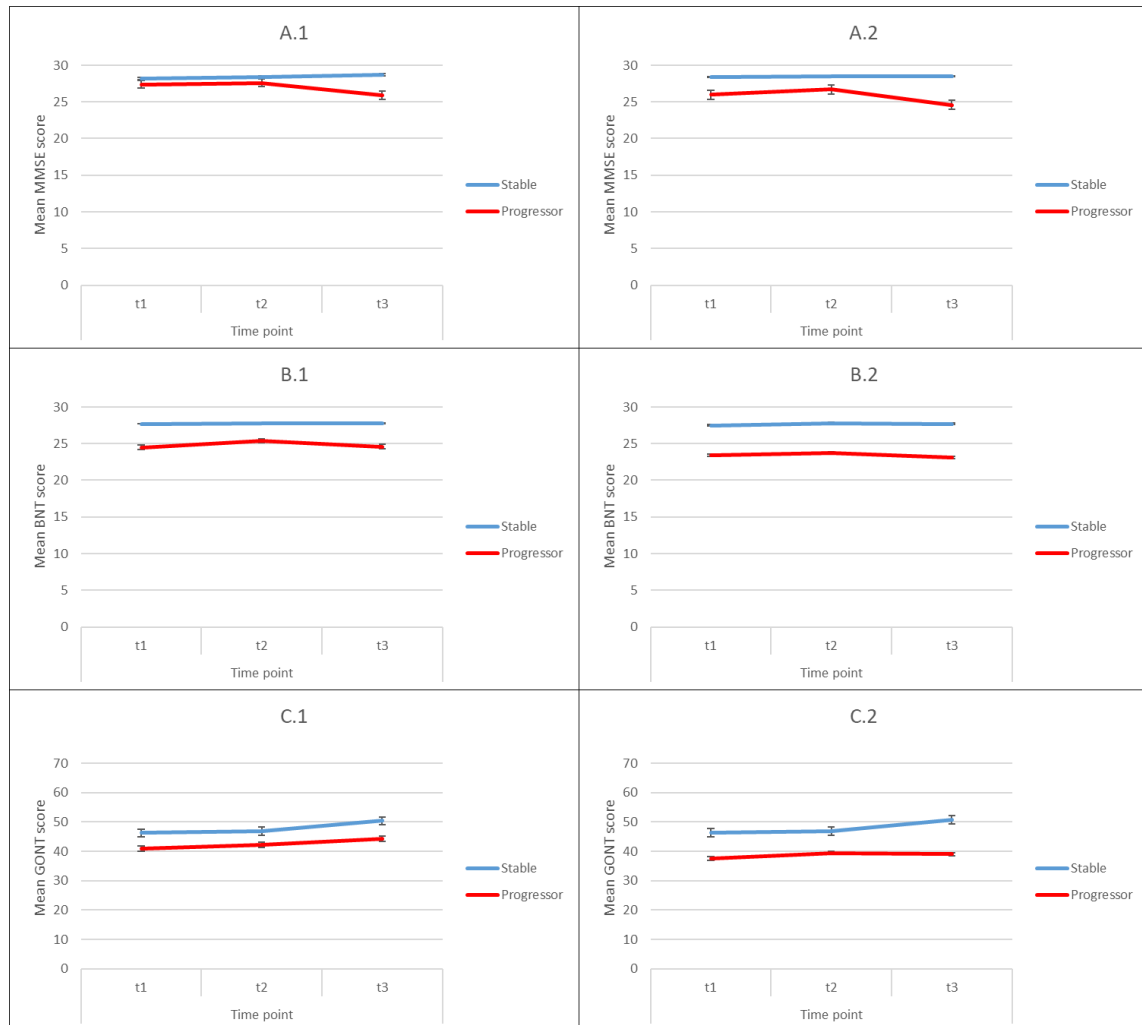 A.1
30
25
20
15
10
5
0
Mean MMSE score
t1 t2 t3
Time point
Stable
Progressor
A.2
30
25
20
15
10
5
0
Mean MMSE score
t1 t2 t3
Time point
Stable
Progressor
B.1
30
25
20
15
10
5
0
Mean BNT score
t1 t2 t3
Time point
Stable
Progressor
B.2
30
25
20
15
10
5
0
Mean BNT score
t1 t2 t3
Time point
Stable
Progressor
C.1
70
60
50
40
30
20
10
0
Mean GONT score
t1 t2 t3
Time point
Stable
Progressor
C.2
70
60
50
40
30
20
10
0
Mean GONT score
t1 t2 t3
Time point
Stable
Progressor